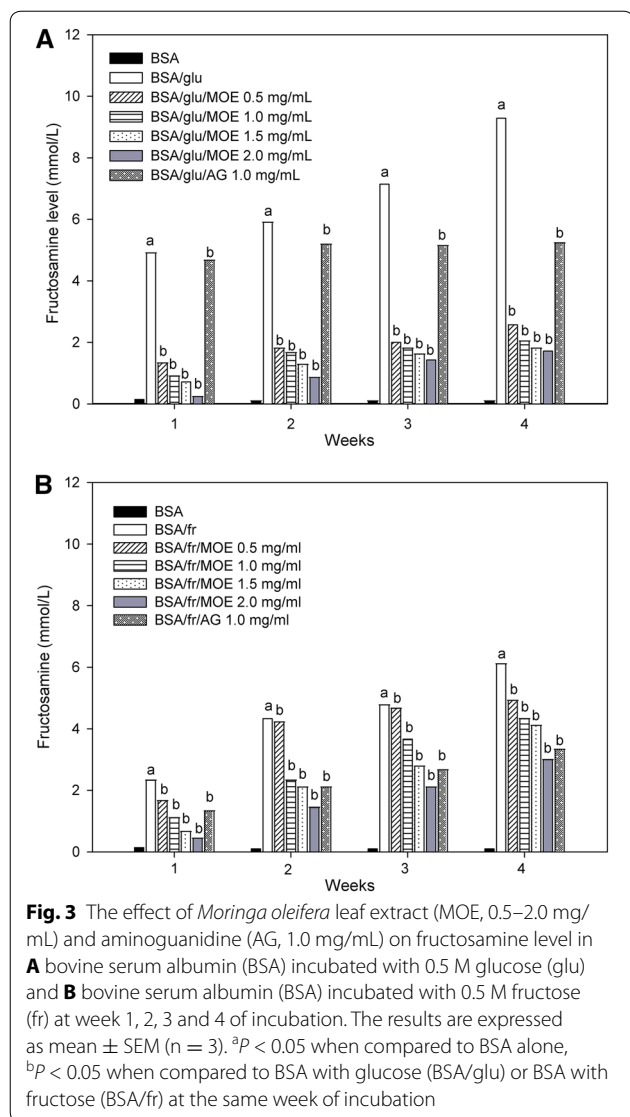 A
12
10
8
6
4
2
0
Fructosamine level (mmol/L)
BSA
BSA/glu
BSA/glu/MOE 0.5 mg/mL
BSA/glu/MOE 1.0 mg/mL
BSA/glu/MOE 1.5 mg/mL
BSA/glu/MOE 2.0 mg/mL
BSA/glu/AG 1.0 mg/mL
a b b b b b
a b b b b b
a b b b b b
a b b b b b
1 2 3 4
Weeks
B
12
10
8
6
4
2
0
Fructosamine (mmol/L)
BSA
BSA/fr
BSA/fr/MOE 0.5 mg/ml
BSA/fr/MOE 1.0 mg/ml
BSA/fr/MOE 1.5 mg/ml
BSA/fr/MOE 2.0 mg/ml
BSA/fr/AG 1.0 mg/ml
a b b b b b
a b b b b b
a b b b b b
a b b b b b
1 2 3 4
Weeks
Fig. 3 The effect of Moringa oleifera leaf extract (MOE, 0.5–2.0 mg/
mL) and aminoguanidine (AG, 1.0 mg/mL) on fructosamine level in
A bovine serum albumin (BSA) incubated with 0.5 M glucose (glu)
and B bovine serum albumin (BSA) incubated with 0.5 M fructose
(fr) at week 1, 2, 3 and 4 of incubation. The results are expressed
as mean ± SEM (n = 3). ᵃP < 0.05 when compared to BSA alone,
ᵇP < 0.05 when compared to BSA with glucose (BSA/glu) or BSA with
fructose (BSA/fr) at the same week of incubation